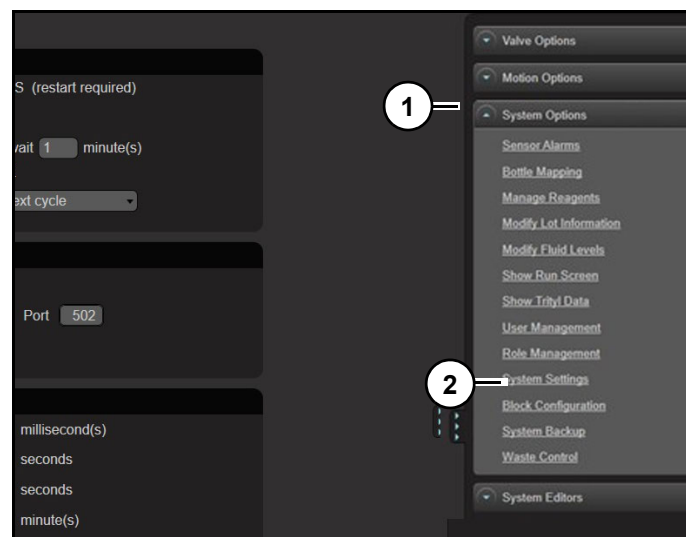 S (restart required)
vait 1 minute(s)
ext cycle
Port 502
millisecond(s)
seconds
seconds
minute(s)
1
2
Valve Options
Motion Options
System Options
Sensor Alarms
Bottle Mapping
Manage Reagents
Modify Lot Information
Modify Fluid Levels
Show Run Screen
Show Trityl Data
User Management
Role Management
System Settings
Block Configuration
System Backup
Waste Control
System Editors